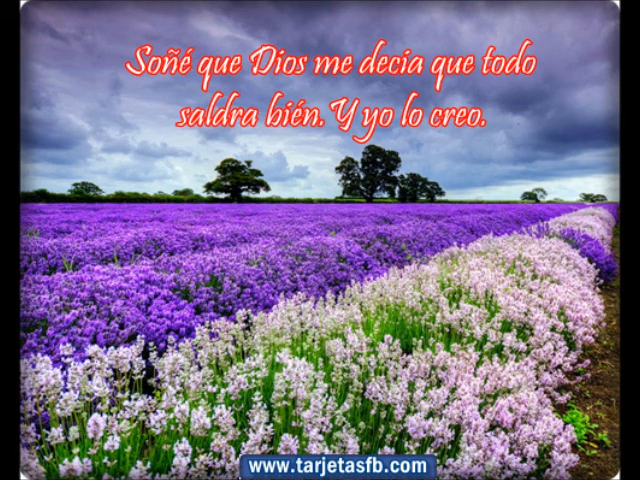 Soñé que Dios me decia que todo
saldra bién. Y yo lo creo.
www.tarjetasfb.com